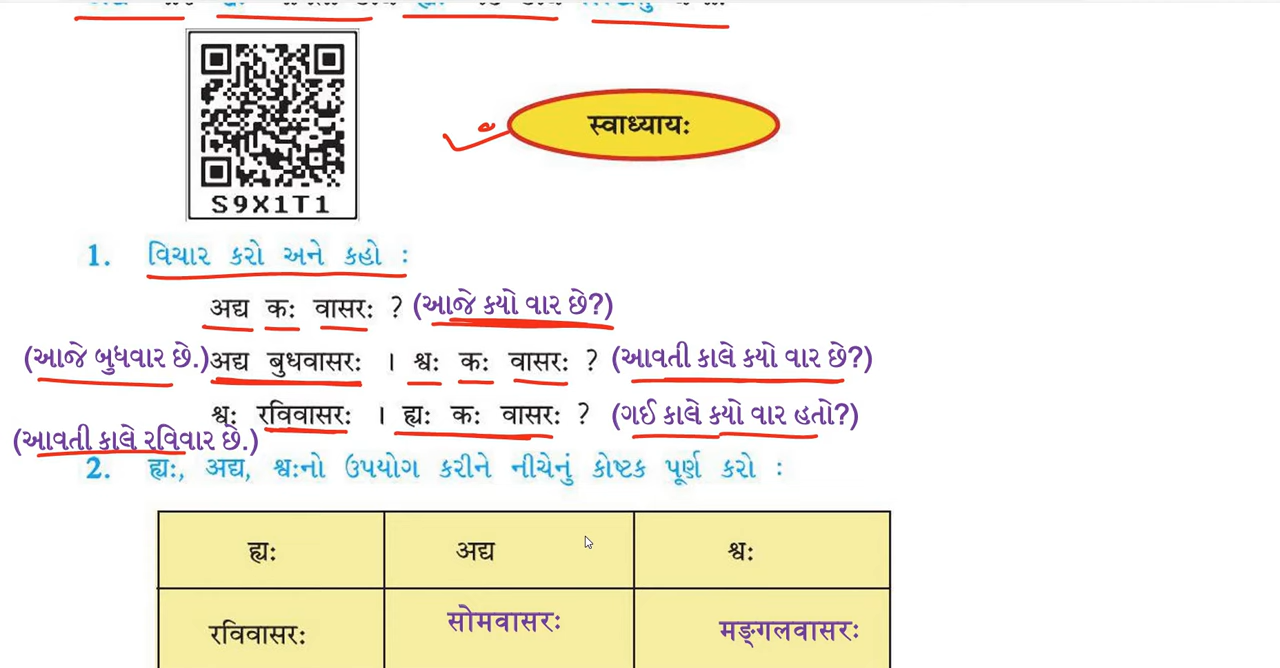 S9X1T1
स्वाध्यायः
1. વિચાર કરો અને કહો :
अद्य कः वासरः ? (આજે કયો વાર છે?)
(આજે બુધવાર છે.) अद्य बुधवासरः । श्वः कः वासरः ? (આવતી કાલે કયો વાર છે?)
श्वः रविवासरः । ह्यः कः वासरः ? (ગઈ કાલે કયો વાર હતો?)
(આવતી કાલે રવિવાર છે.)
2. ह्यः, अद्य, श्वःનો ઉપયોગ કરીને નીચેનું કોષ્ટક પૂર્ણ કરો :
ह्यः अद्य श्वः
रविवासरः सोमवासरः मङ्गलवासरः